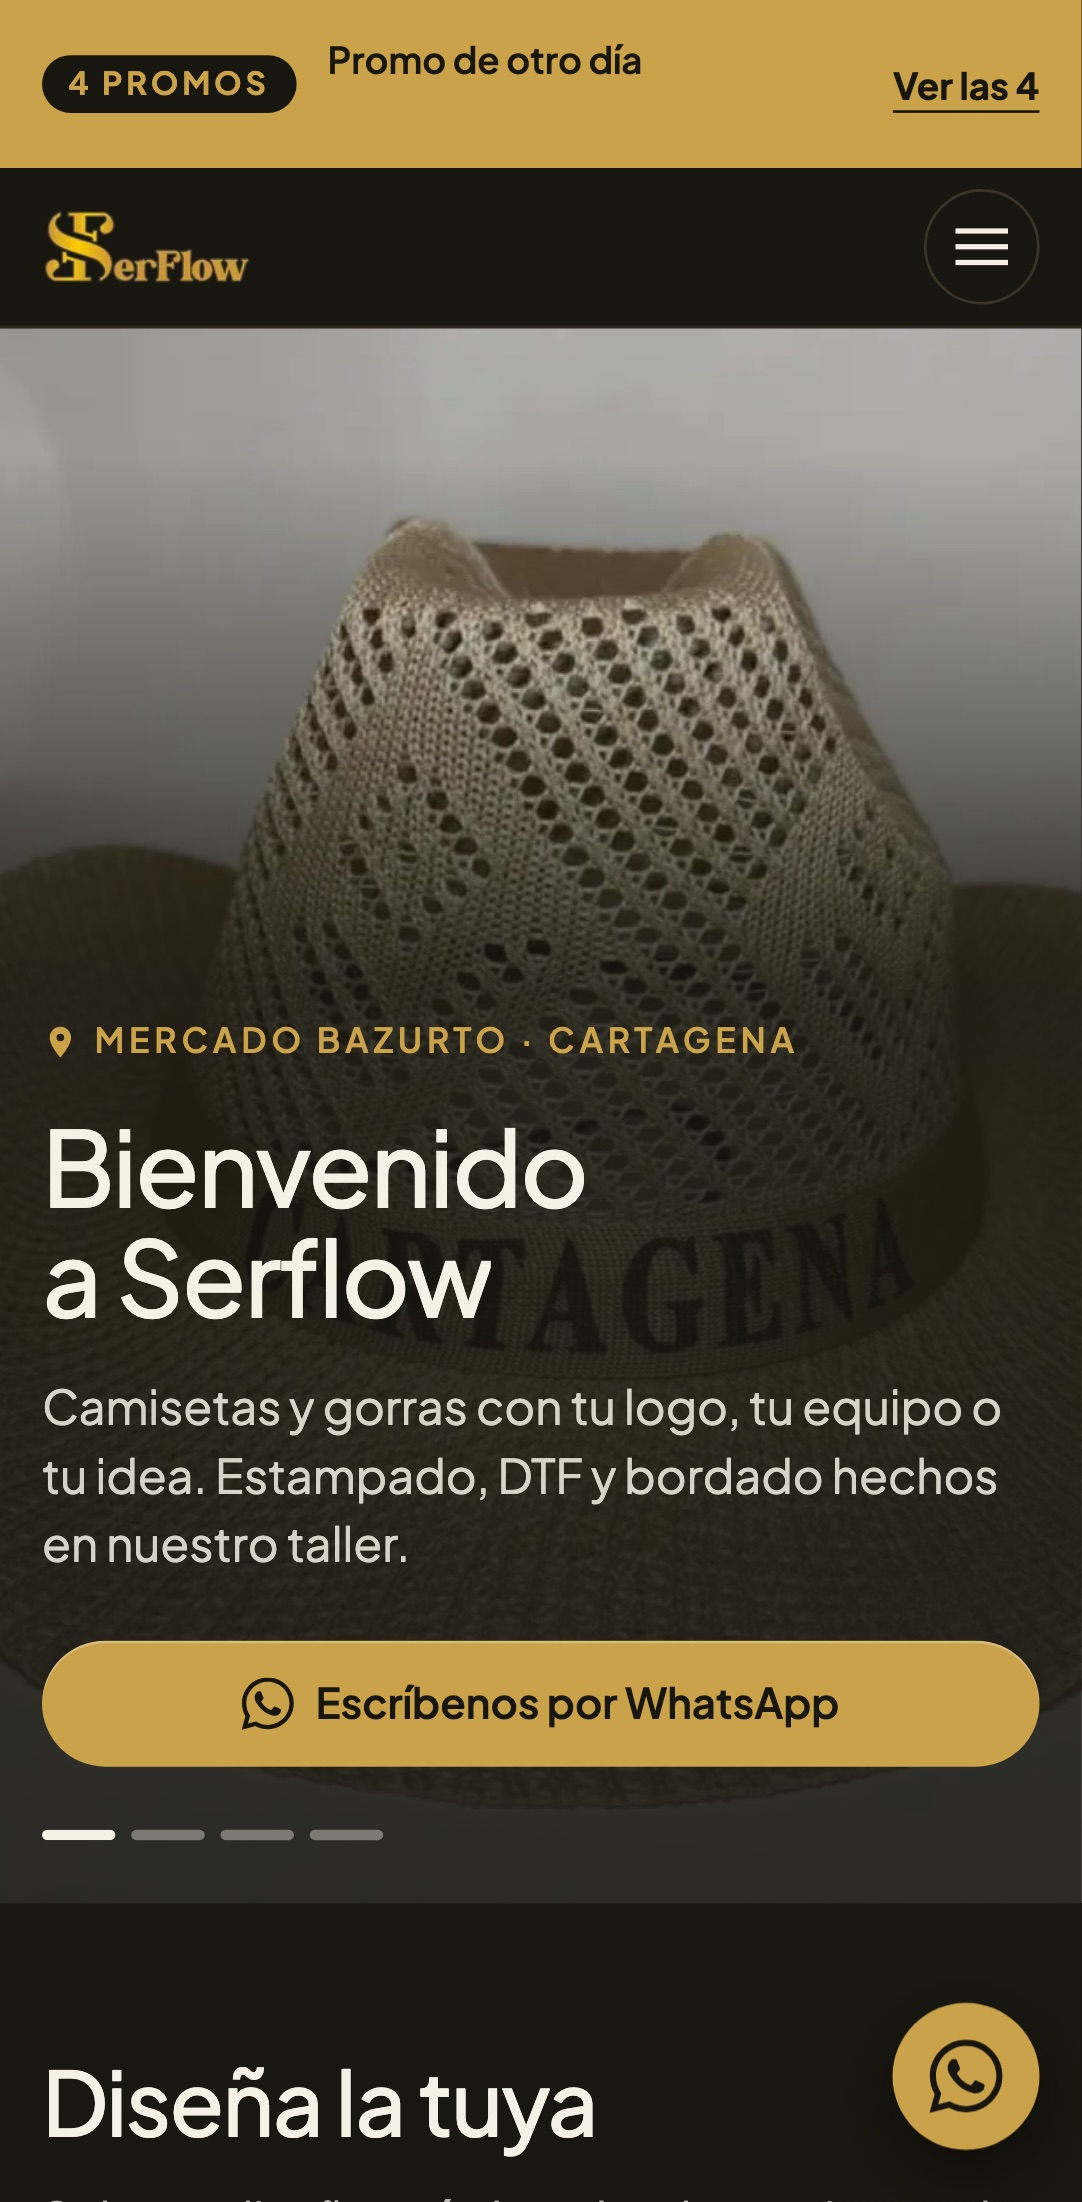 4 PROMOS
Promo de otro día
Ver las 4
SerFlow
MERCADO BAZURTO · CARTAGENA
Bienvenido
a Serflow
CARTAGENA
Camisetas y gorras con tu logo, tu equipo o
tu idea. Estampado, DTF y bordado hechos
en nuestro taller.
Escríbenos por WhatsApp
Diseña la tuya